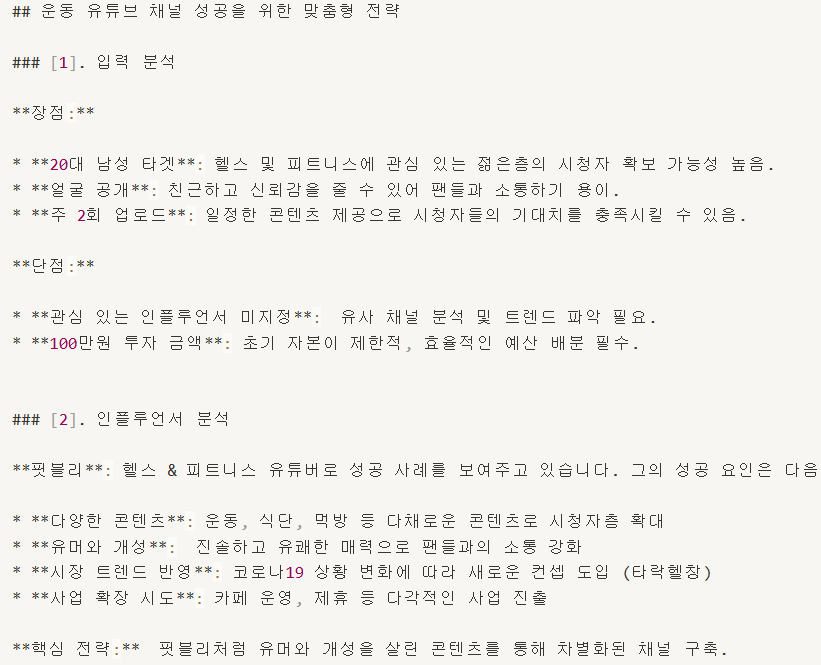 ## 운동 유튜브 채널 성공을 위한 맞춤형 전략
### [1]. 입력 분석
**장점:**
* **20대 남성 타겟**: 헬스 및 피트니스에 관심 있는 젊은층의 시청자 확보 가능성 높음.
* **얼굴 공개**: 친근하고 신뢰감을 줄 수 있어 팬들과 소통하기 용이.
* **주 2회 업로드**: 일정한 콘텐츠 제공으로 시청자들의 기대치를 충족시킬 수 있음.
**단점:**
* **관심 있는 인플루언서 미지정**:  유사 채널 분석 및 트렌드 파악 필요.
* **100만원 투자 금액**: 초기 자본이 제한적, 효율적인 예산 배분 필수.
### [2]. 인플루언서 분석
**핏블리**: 헬스 & 피트니스 유튜버로 성공 사례를 보여주고 있습니다. 그의 성공 요인은 다음
* **다양한 콘텐츠**: 운동, 식단, 먹방 등 다채로운 콘텐츠로 시청자층 확대
* **유머와 개성**:  진솔하고 유쾌한 매력으로 팬들과의 소통 강화
* **시장 트렌드 반영**: 코로나19 상황 변화에 따라 새로운 컨셉 도입 (타락헬창)
* **사업 확장 시도**: 카페 운영, 제휴 등 다각적인 사업 진출
**핵심 전략:**  핏블리처럼 유머와 개성을 살린 콘텐츠를 통해 차별화된 채널 구축.